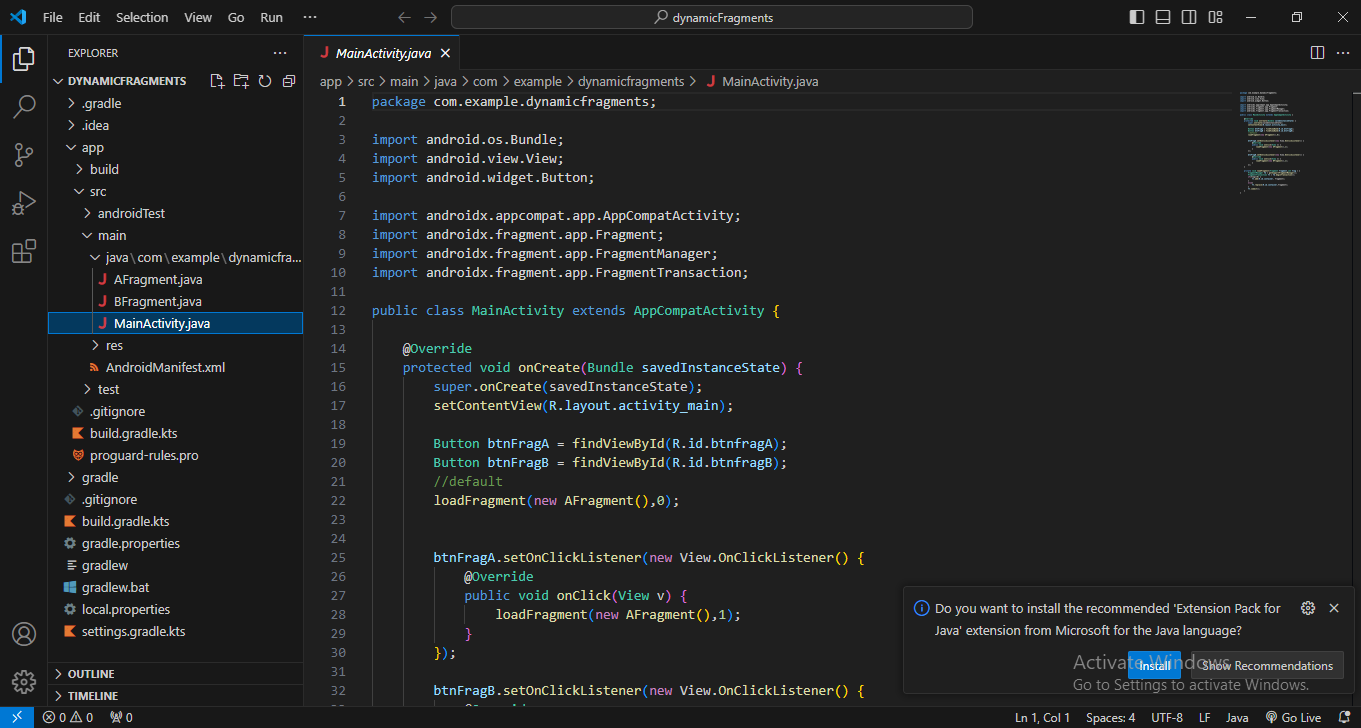 File Edit Selection View Go Run ··· dynamicFragments
EXPLORER ···
DYNAMICFRAGMENTS
.gradle
.idea
app
build
src
androidTest
main
java\com\example\dynamicfra...
AFragment.java
BFragment.java
MainActivity.java
res
AndroidManifest.xml
test
.gitignore
build.gradle.kts
proguard-rules.pro
gradle
.gitignore
build.gradle.kts
gradle.properties
gradlew
gradlew.bat
local.properties
settings.gradle.kts
OUTLINE
TIMELINE
MainActivity.java
app > src > main > java > com > example > dynamicfragments > MainActivity.java
1 package com.example.dynamicfragments;
2
3 import android.os.Bundle;
4 import android.view.View;
5 import android.widget.Button;
6
7 import androidx.appcompat.app.AppCompatActivity;
8 import androidx.fragment.app.Fragment;
9 import androidx.fragment.app.FragmentManager;
10 import androidx.fragment.app.FragmentTransaction;
11
12 public class MainActivity extends AppCompatActivity {
13
14 @Override
15 protected void onCreate(Bundle savedInstanceState) {
16 super.onCreate(savedInstanceState);
17 setContentView(R.layout.activity_main);
18
19 Button btnFragA = findViewById(R.id.btnfragA);
20 Button btnFragB = findViewById(R.id.btnfragB);
21 //default
22 loadFragment(new AFragment(),0);
23
24
25 btnFragA.setOnClickListener(new View.OnClickListener() {
26 @Override
27 public void onClick(View v) {
28 loadFragment(new AFragment(),1);
29 }
30 });
31
32 btnFragB.setOnClickListener(new View.OnClickListener() {
Do you want to install the recommended 'Extension Pack for
Java' extension from Microsoft for the Java language?
Install Show Recommendations
Activate Windows
Go to Settings to activate Windows.
0 0 0 Ln 1, Col 1 Spaces: 4 UTF-8 LF Java Go Live